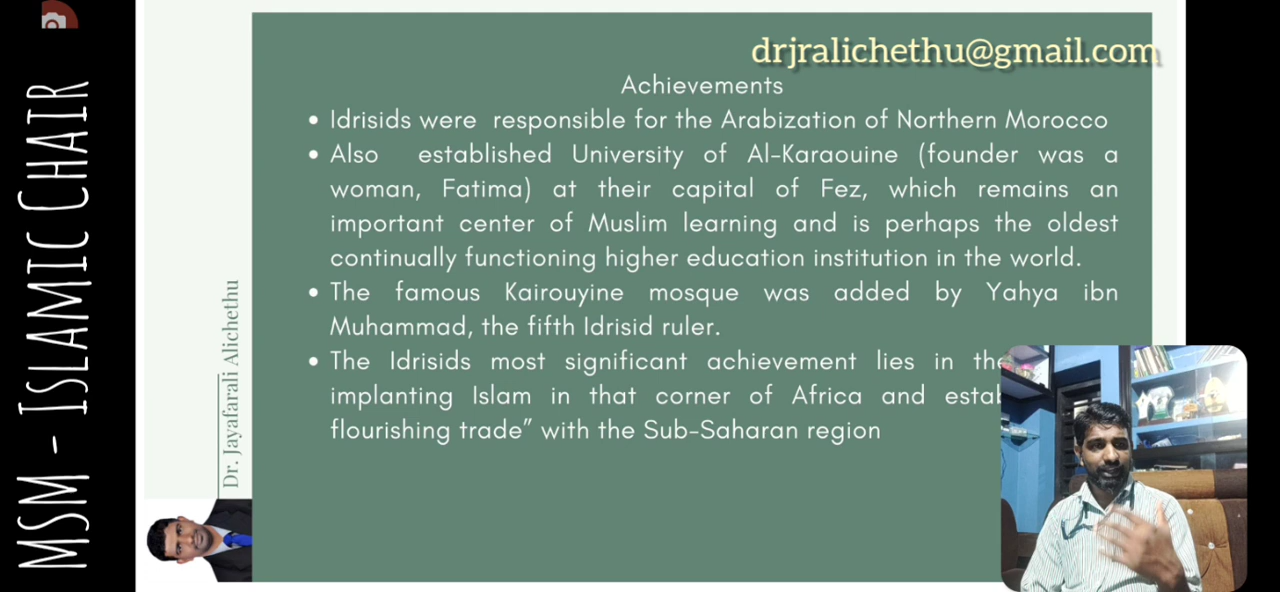 MSM - ISLAMIC CHAIR
Dr. Jayafarali Alichethu
drjralichethu@gmail.com
Achievements
• Idrisids were responsible for the Arabization of Northern Morocco
• Also established University of Al-Karaouine (founder was a
woman, Fatima) at their capital of Fez, which remains an
important center of Muslim learning and is perhaps the oldest
continually functioning higher education institution in the world.
• The famous Kairouyine mosque was added by Yahya ibn
Muhammad, the fifth Idrisid ruler.
• The Idrisids most significant achievement lies in the
implanting Islam in that corner of Africa and
flourishing trade” with the Sub-Saharan region